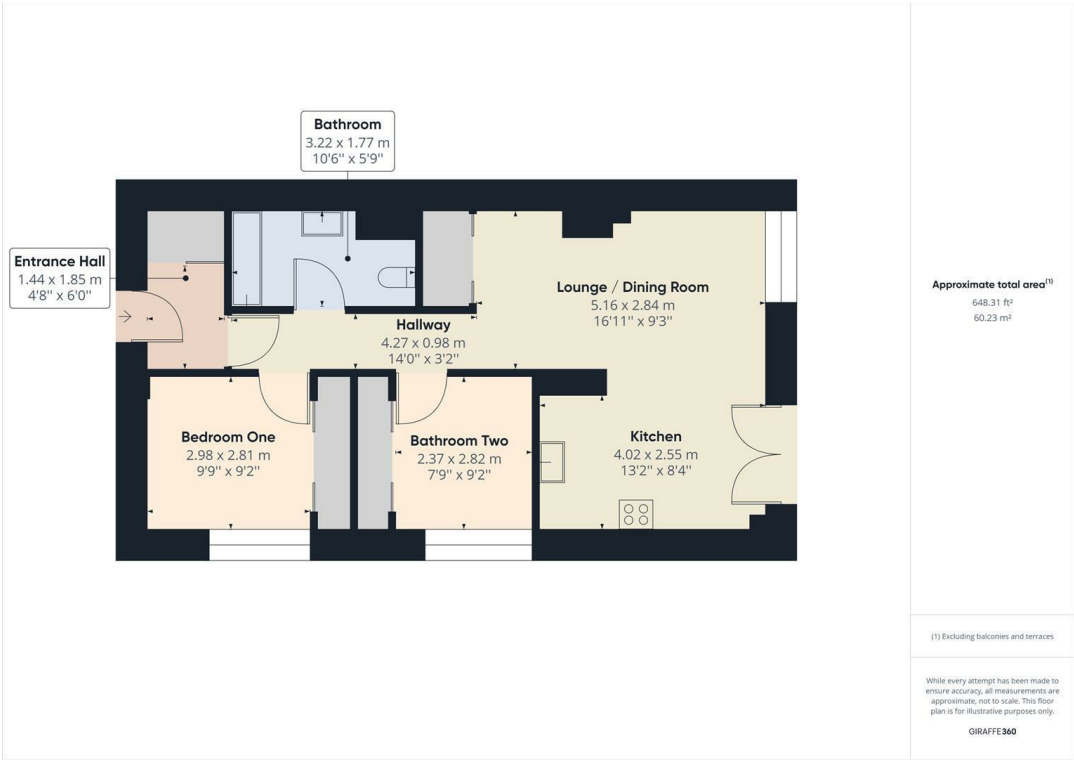 Bathroom
3.22 x 1.77 m
10'6'' x 5'9''
Entrance Hall
1.44 x 1.85 m
4'8'' x 6'0''
Lounge / Dining Room
5.16 x 2.84 m
16'11'' x 9'3''
Hallway
4.27 x 0.98 m
14'0'' x 3'2''
Bedroom One
2.98 x 2.81 m
9'9'' x 9'2''
Bathroom Two
2.37 x 2.82 m
7'9'' x 9'2''
Kitchen
4.02 x 2.55 m
13'2'' x 8'4''
Approximate total area(1)
648.31 ft²
60.23 m²
(1) Excluding balconies and terraces
While every attempt has been made to
ensure accuracy, all measurements are
approximate, not to scale. This floor
plan is for illustrative purposes only.
GIRAFFE360